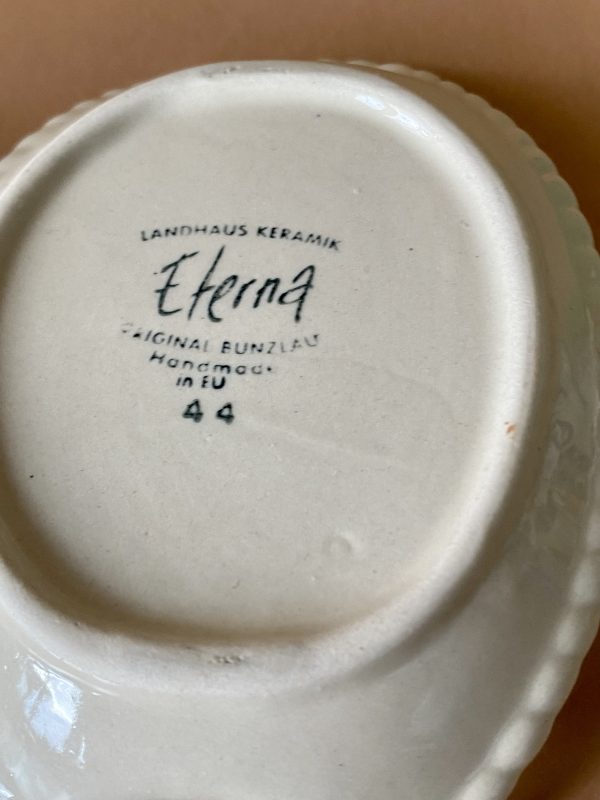 LANDHAUS KERAMIK
Eterna
ORIGINAL BUNZLAU
Handmade
in EU
44